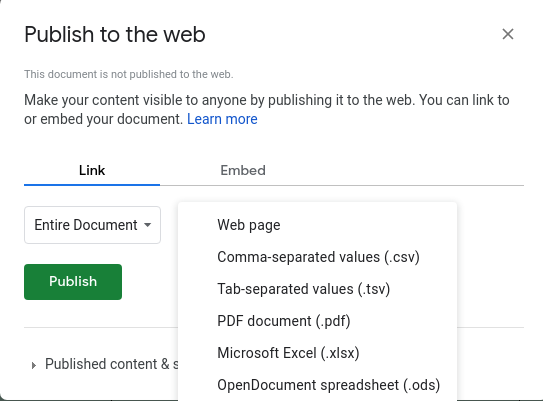 Publish to the web
This document is not published to the web.
Make your content visible to anyone by publishing it to the web. You can link to
or embed your document. Learn more
Link
Embed
Entire Document
Web page
Comma-separated values (.csv)
Tab-separated values (.tsv)
PDF document (.pdf)
Microsoft Excel (.xlsx)
OpenDocument spreadsheet (.ods)
Publish
Published content & s